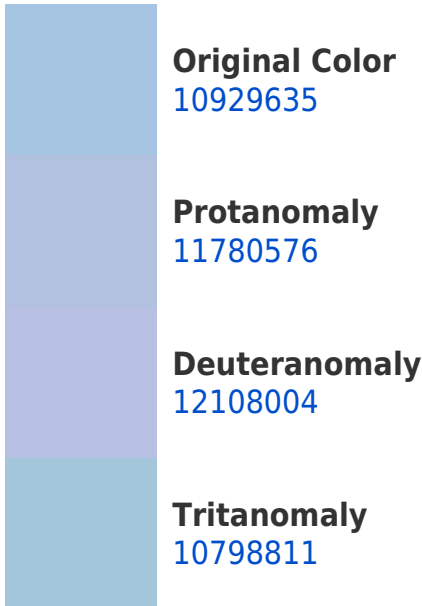 Original Color
10929635
Protanomaly
11780576
Deuteranomaly
12108004
Tritanomaly
10798811